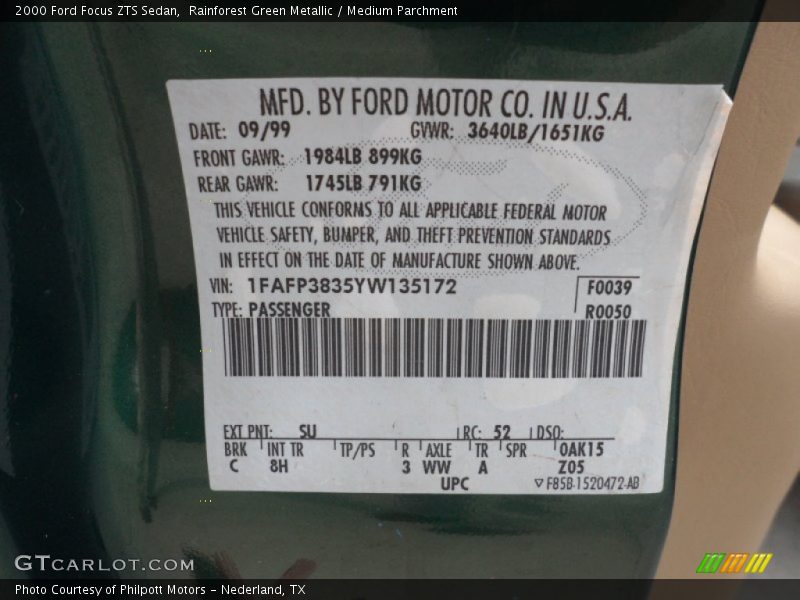 2000 Ford Focus ZTS Sedan,  Rainforest Green Metallic / Medium Parchment
MFD. BY FORD MOTOR CO. IN U.S.A.
DATE: 09/99 GVWR: 3640LB/1651KG
FRONT GAWR: 1984LB 899KG
REAR GAWR: 1745LB 791KG
THIS VEHICLE CONFORMS TO ALL APPLICABLE FEDERAL MOTOR
VEHICLE SAFETY, BUMPER, AND THEFT PREVENTION STANDARDS
IN EFFECT ON THE DATE OF MANUFACTURE SHOWN ABOVE.
VIN: 1FAFP3835YW135172 F0039
TYPE: PASSENGER R0050
EXT PNT: SU RC: 52 DSO:
BRK INT TR TP/PS R AXLE TR SPR 0AK15
C 8H 3 WW A Z05
UPC ▽F85B-1520472-AB
GTCARLOT.COM
Photo Courtesy of Philpott Motors - Nederland, TX